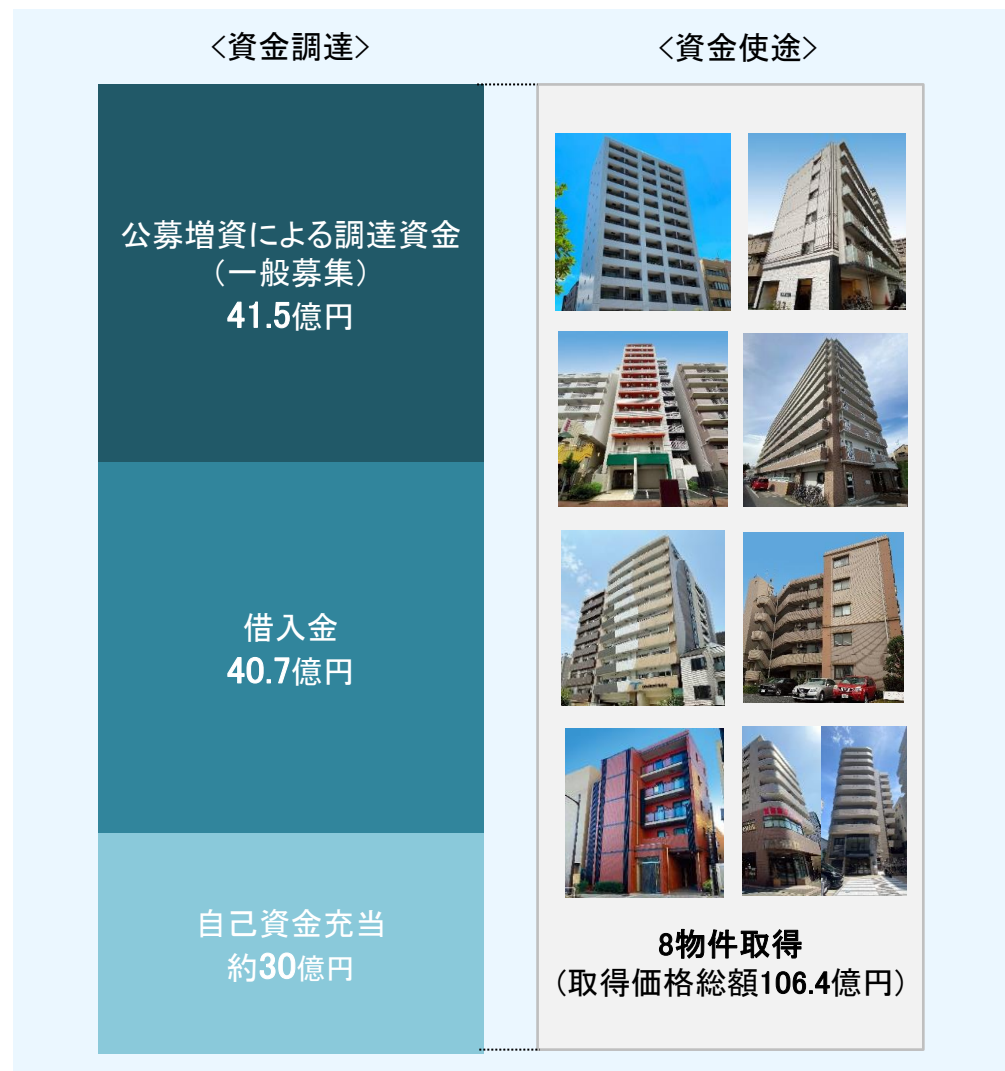 <資金調達>
<資金使途>
公募増資による調達資金
（一般募集）
41.5億円
借入金
40.7億円
自己資金充当
約30億円
8物件取得
（取得価格総額106.4億円）